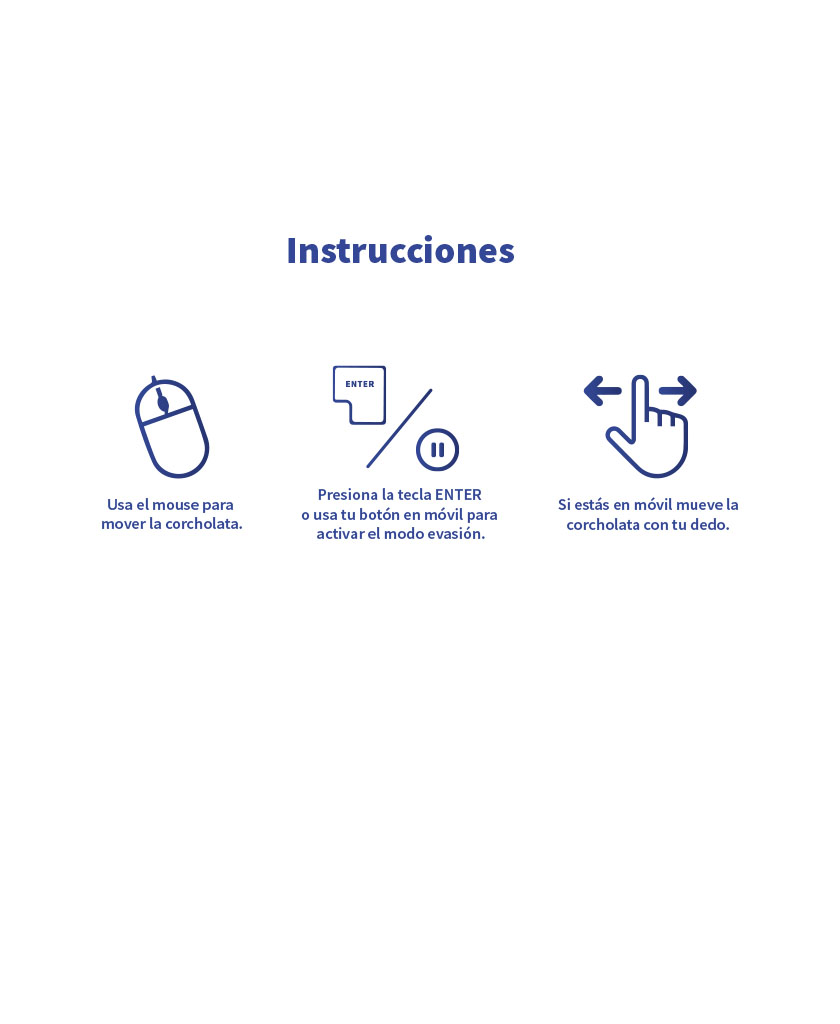 Instrucciones
ENTER
Usa el mouse para
mover la corcholata.
Presiona la tecla ENTER
o usa tu botón en móvil para
activar el modo evasión.
Si estás en móvil mueve la
corcholata con tu dedo.